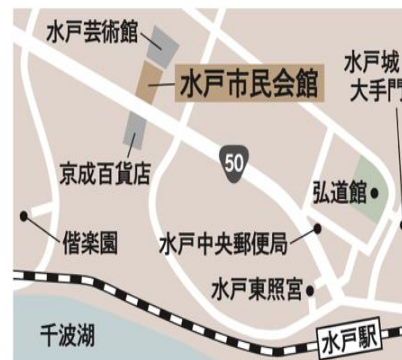 水戸芸術館
水戸市民会館
水戸城
大手門
京成百貨店
50
弘道館
偕楽園
水戸中央郵便局
水戸東照宮
千波湖
水戸駅